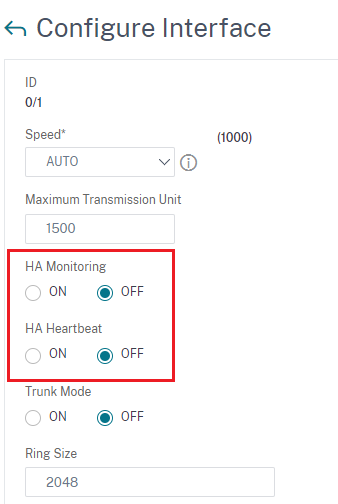 Configure Interface
ID
0/1
Speed* (1000)
AUTO
Maximum Transmission Unit
1500
HA Monitoring
ON OFF
HA Heartbeat
ON OFF
Trunk Mode
ON OFF
Ring Size
2048